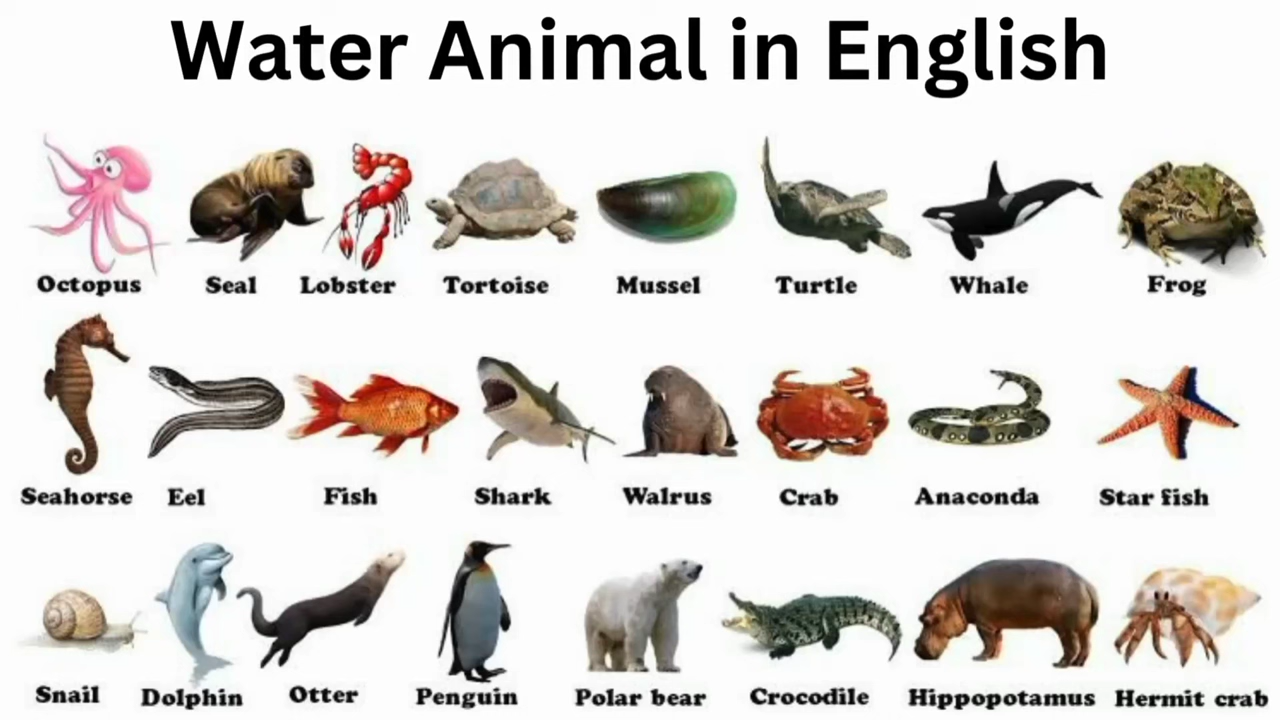 Water Animal in English
Octopus Seal Lobster Tortoise Mussel Turtle Whale Frog
Seahorse Eel Fish Shark Walrus Crab Anaconda Star fish
Snail Dolphin Otter Penguin Polar bear Crocodile Hippopotamus Hermit crab